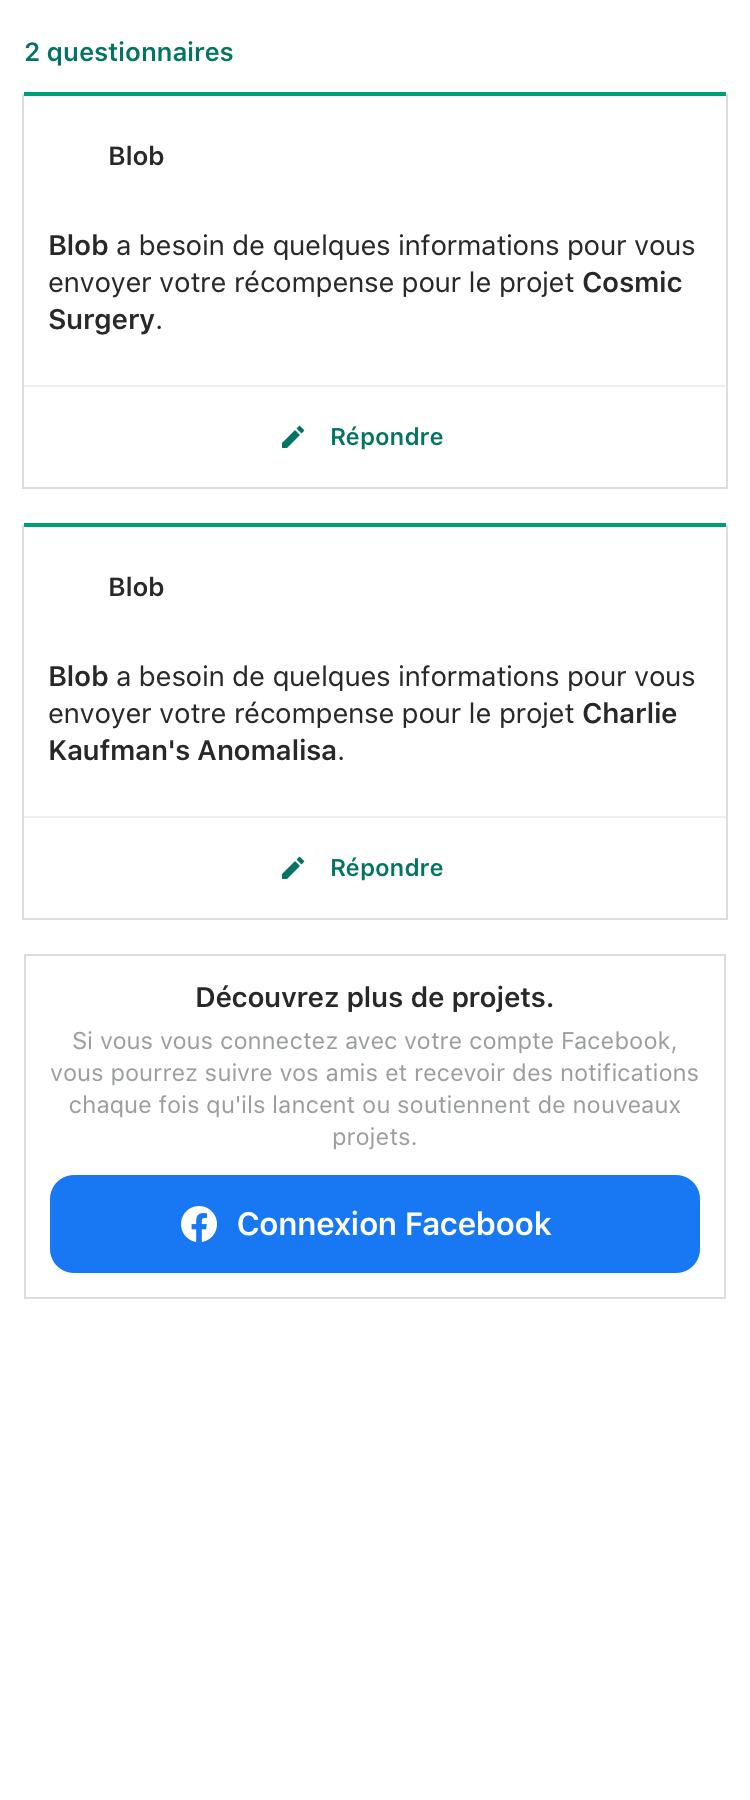 2 questionnaires
Blob
Blob a besoin de quelques informations pour vous
envoyer votre récompense pour le projet Cosmic
Surgery.
Répondre
Blob
Blob a besoin de quelques informations pour vous
envoyer votre récompense pour le projet Charlie
Kaufman's Anomalisa.
Répondre
Découvrez plus de projets.
Si vous vous connectez avec votre compte Facebook,
vous pourrez suivre vos amis et recevoir des notifications
chaque fois qu'ils lancent ou soutiennent de nouveaux
projets.
Connexion Facebook